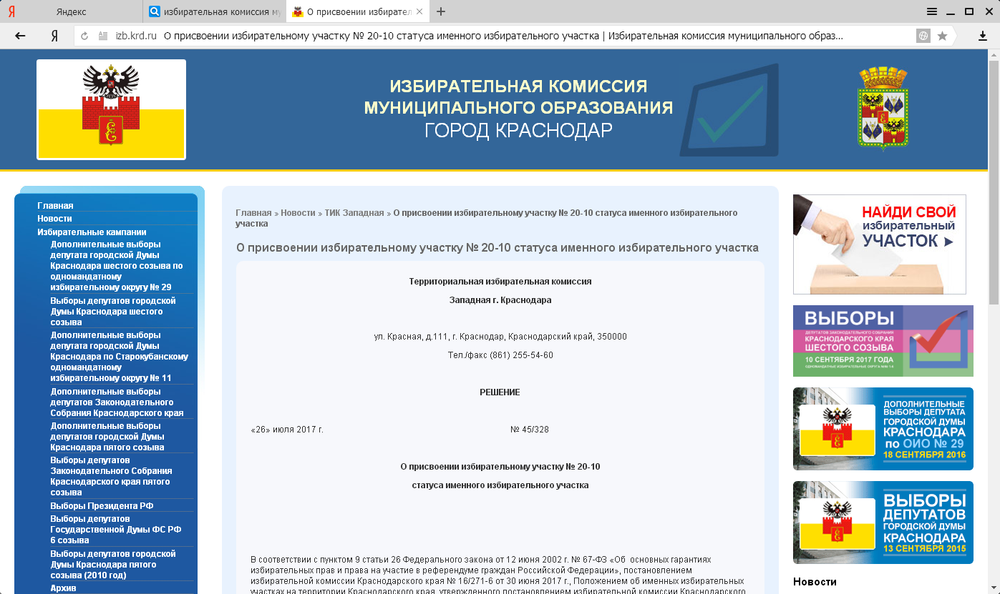 Яндекс
избирательная комиссия му
О присвоении избирател
izb.krd.ru О присвоении избирательному участку № 20-10 статуса именного избирательного участка | Избирательная комиссия муниципального образ...
ИЗБИРАТЕЛЬНАЯ КОМИССИЯ
МУНИЦИПАЛЬНОГО ОБРАЗОВАНИЯ
ГОРОД КРАСНОДАР
Главная
Новости
Избирательные кампании
Дополнительные выборы
депутата городской Думы
Краснодара шестого созыва по
одномандатному
избирательному округу № 29
Выборы депутатов городской
Думы Краснодара шестого
созыва
Дополнительные выборы
депутата городской Думы
Краснодара по Старокубанскому
одномандатному
избирательному округу № 11
Дополнительные выборы
депутатов Законодательного
Собрания Краснодарского края
Дополнительные выборы
депутатов городской Думы
Краснодара пятого созыва
Выборы депутатов
Законодательного Собрания
Краснодарского края пятого
созыва
Выборы Президента РФ
Выборы депутатов
Государственной Думы ФС РФ
6 созыва
Выборы депутатов городской
Думы Краснодара пятого
созыва (2010 год)
Архив
Главная » Новости » ТИК Западная » О присвоении избирательному участку № 20-10 статуса именного избирательного
участка
О присвоении избирательному участку № 20-10 статуса именного избирательного участка
Территориальная избирательная комиссия
Западная г. Краснодара
ул. Красная, д.111, г. Краснодар, Краснодарский край, 350000
Тел./факс (861) 255-54-60
РЕШЕНИЕ
«26» июля 2017 г. № 45/328
О присвоении избирательному участку № 20-10
статуса именного избирательного участка
В соответствии с пунктом 9 статьи 26 Федерального закона от 12 июня 2002 г. № 67-ФЗ «Об основных гарантиях
избирательных прав и права на участие в референдуме граждан Российской Федерации», постановлением
избирательной комиссии Краснодарского края № 16/271-6 от 30 июня 2017 г., Положением об именных избирательных
участках на территории Краснодарского края, утвержденного постановлением избирательной комиссии Краснодарского
НАЙДИ СВОЙ
избирательный
УЧАСТОК ►
ВЫБОРЫ
ДЕПУТАТОВ ЗАКОНОДАТЕЛЬНОГО СОБРАНИЯ
КРАСНОДАРСКОГО КРАЯ
ШЕСТОГО СОЗЫВА
10 СЕНТЯБРЯ 2017 ГОДА
ДОПОЛНИТЕЛЬНЫЕ
ВЫБОРЫ ДЕПУТАТА
ГОРОДСКОЙ ДУМЫ
КРАСНОДАРА
по ОИО № 29
18 СЕНТЯБРЯ 2016
ВЫБОРЫ
ДЕПУТАТОВ
ГОРОДСКОЙ ДУМЫ
КРАСНОДАРА
13 СЕНТЯБРЯ 2015
Новости